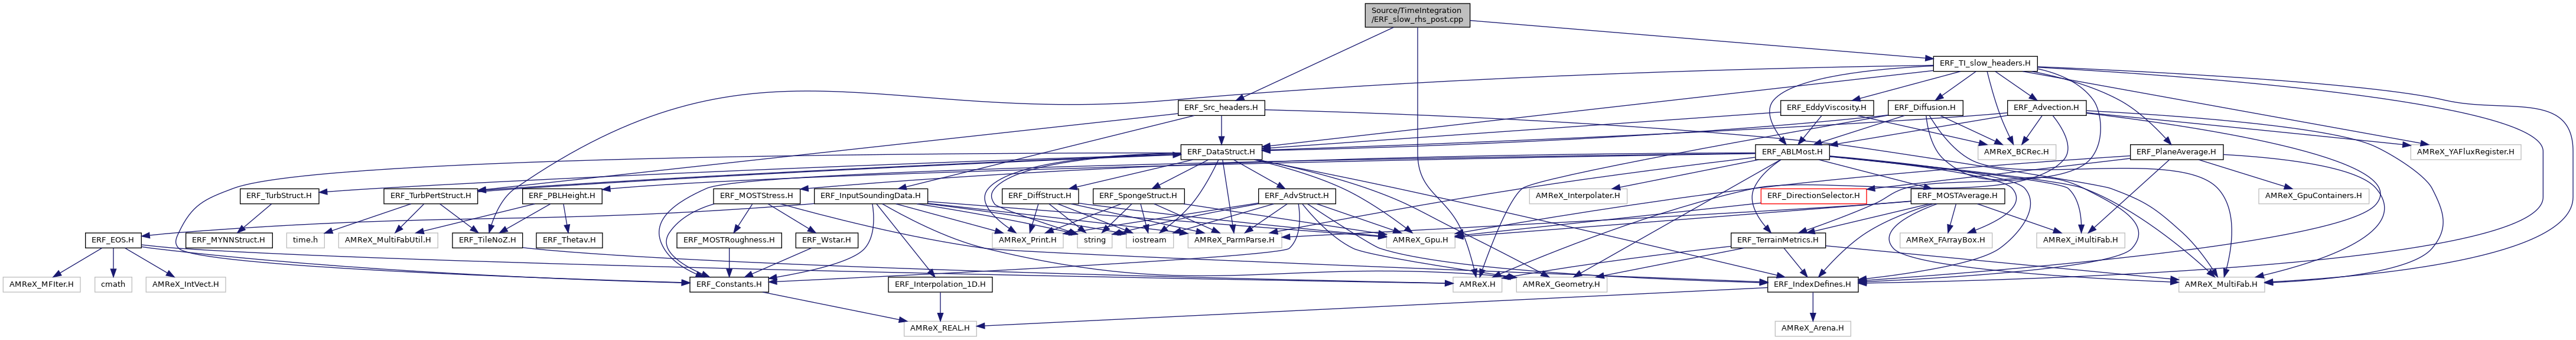 Source/TimeIntegration
/ERF_slow_rhs_post.cpp
ERF_TI_slow_headers.H
ERF_Src_headers.H
ERF_EddyViscosity.H
ERF_Diffusion.H
ERF_Advection.H
ERF_DataStruct.H
ERF_ABLMost.H
AMReX_BCRec.H
ERF_PlaneAverage.H
AMReX_YAFluxRegister.H
ERF_TurbStruct.H
ERF_TurbPertStruct.H
ERF_PBLHeight.H
ERF_MOSTStress.H
ERF_InputSoundingData.H
ERF_DiffStruct.H
ERF_SpongeStruct.H
ERF_AdvStruct.H
AMReX_Interpolater.H
ERF_DirectionSelector.H
ERF_MOSTAverage.H
AMReX_GpuContainers.H
ERF_EOS.H
ERF_MYNNStruct.H
time.h
AMReX_MultiFabUtil.H
ERF_TileNoZ.H
ERF_Thetav.H
ERF_MOSTRoughness.H
ERF_Wstar.H
AMReX_Print.H
string
iostream
AMReX_ParmParse.H
AMReX_Gpu.H
ERF_TerrainMetrics.H
AMReX_FArrayBox.H
AMReX_iMultiFab.H
AMReX_MFIter.H
cmath
AMReX_IntVect.H
ERF_Constants.H
ERF_Interpolation_1D.H
AMReX.H
AMReX_Geometry.H
ERF_IndexDefines.H
AMReX_MultiFab.H
AMReX_REAL.H
AMReX_Arena.H